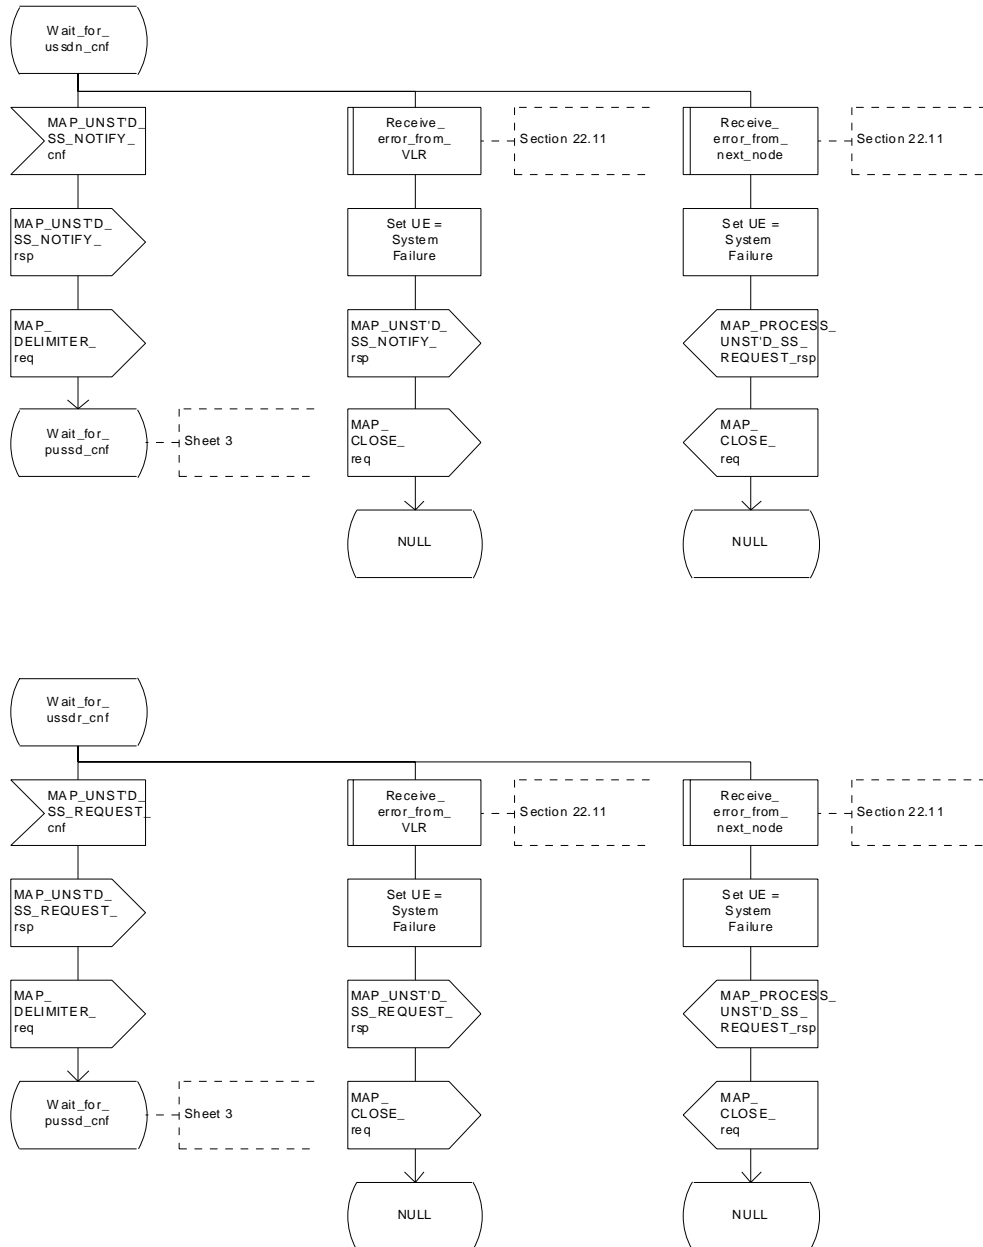 Wait_for_
ussdn_cnf
MAP_UNST'D_
SS_NOTIFY_
cnf
Receive_
error_from_
VLR
Section 22.11
Receive_
error_from_
next_node
Section 22.11
MAP_UNST'D_
SS_NOTIFY_
rsp
Set UE =
System
Failure
Set UE =
System
Failure
MAP_
DELIMITER_
req
MAP_UNST'D_
SS_NOTIFY_
rsp
MAP_PROCESS_
UNST'D_SS_
REQUEST_rsp
Wait_for_
pussd_cnf
Sheet 3
MAP_
CLOSE_
req
MAP_
CLOSE_
req
NULL
NULL
Wait_for_
ussdr_cnf
MAP_UNST'D_
SS_REQUEST_
cnf
Receive_
error_from_
VLR
Section 22.11
Receive_
error_from_
next_node
Section 22.11
MAP_UNST'D_
SS_REQUEST_
rsp
Set UE =
System
Failure
Set UE =
System
Failure
MAP_
DELIMITER_
req
MAP_UNST'D_
SS_REQUEST_
rsp
MAP_PROCESS_
UNST'D_SS_
REQUEST_rsp
Wait_for_
pussd_cnf
Sheet 3
MAP_
CLOSE_
req
MAP_
CLOSE_
req
NULL
NULL